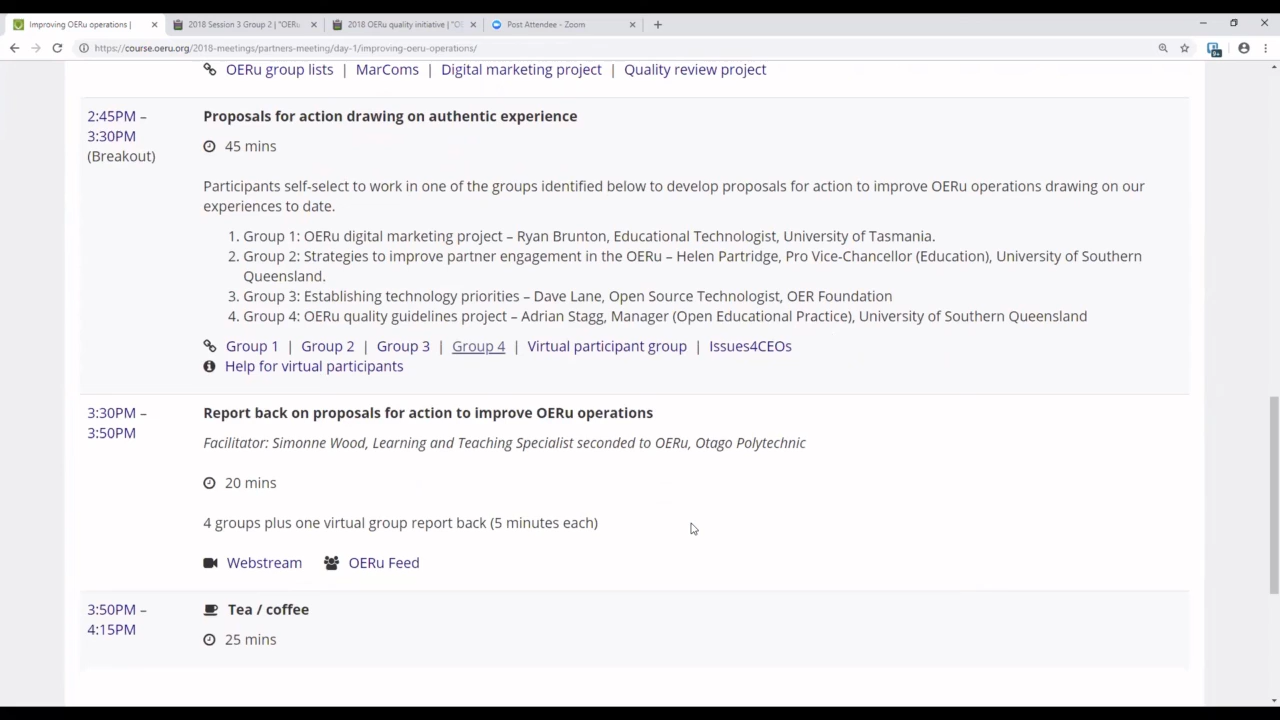 Improving OERu operations |
2018 Session 3 Group 2 | "OERu
2018 OERu quality initiative | "O
Post Attendee - Zoom
https://course.oeru.org/2018-meetings/partners-meeting/day-1/improving-oeru-operations/
OERu group lists | MarComs | Digital marketing project | Quality review project
2:45PM –
3:30PM
(Breakout)
Proposals for action drawing on authentic experience
45 mins
Participants self-select to work in one of the groups identified below to develop proposals for action to improve OERu operations drawing on our
experiences to date.
1. Group 1: OERu digital marketing project – Ryan Brunton, Educational Technologist, University of Tasmania.
2. Group 2: Strategies to improve partner engagement in the OERu – Helen Partridge, Pro Vice-Chancellor (Education), University of Southern
Queensland.
3. Group 3: Establishing technology priorities – Dave Lane, Open Source Technologist, OER Foundation
4. Group 4: OERu quality guidelines project – Adrian Stagg, Manager (Open Educational Practice), University of Southern Queensland
Group 1 | Group 2 | Group 3 | Group 4 | Virtual participant group | Issues4CEOs
Help for virtual participants
3:30PM –
3:50PM
Report back on proposals for action to improve OERu operations
Facilitator: Simonne Wood, Learning and Teaching Specialist seconded to OERu, Otago Polytechnic
20 mins
4 groups plus one virtual group report back (5 minutes each)
Webstream OERu Feed
3:50PM –
4:15PM
Tea / coffee
25 mins